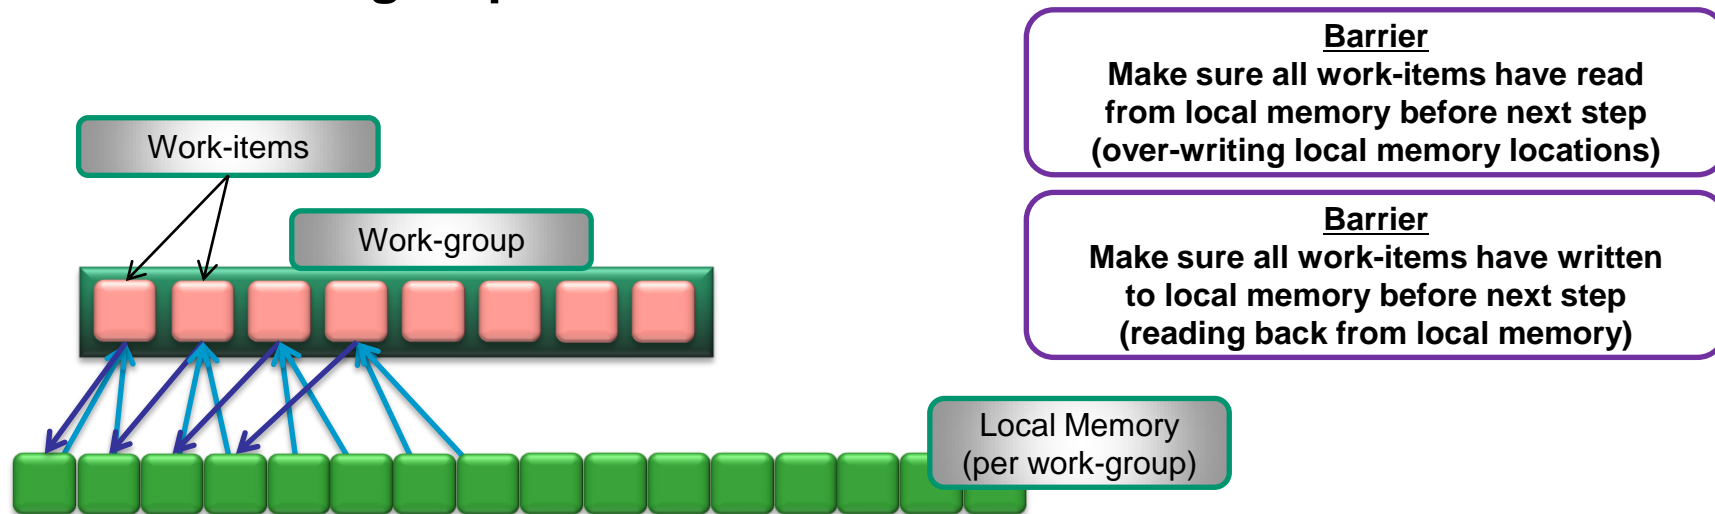 Barrier
Make sure all work-items have read
from local memory before next step
(over-writing local memory locations)
Work-items
Barrier
Make sure all work-items have written
to local memory before next step
(reading back from local memory)
Work-group
Local Memory
(per work-group)